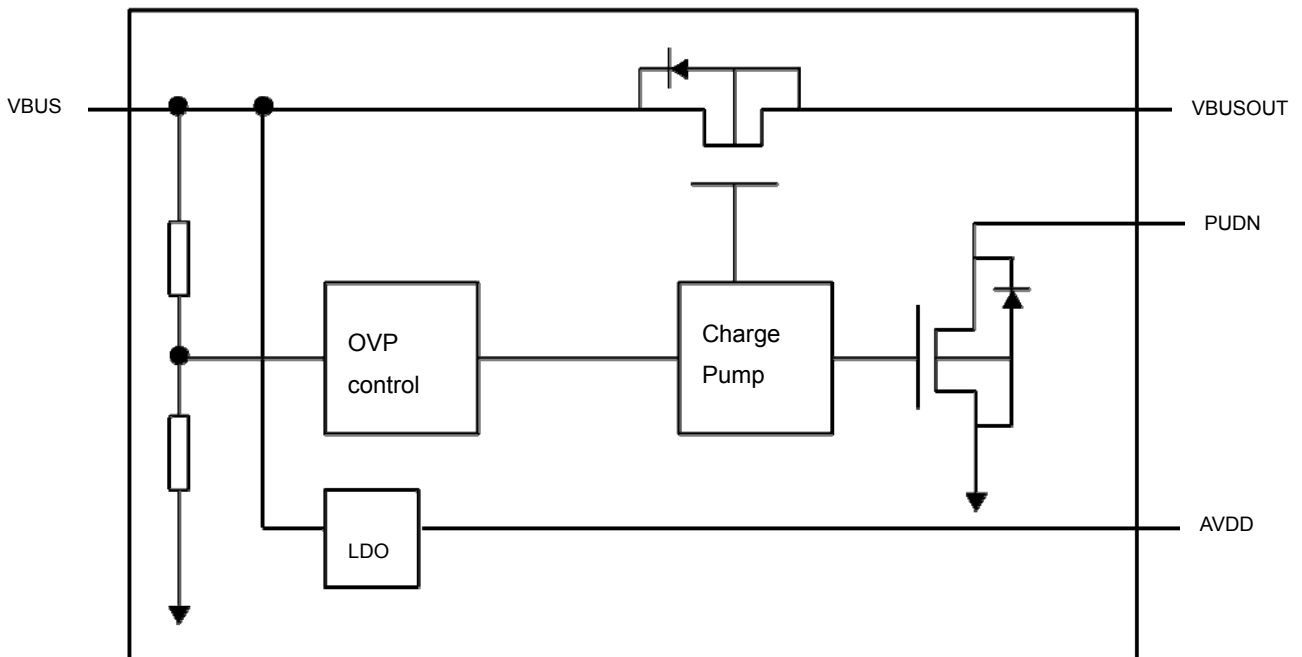 VBUS
VBUSOUT
PUDN
OVP
control
Charge
Pump
LDO
AVDD